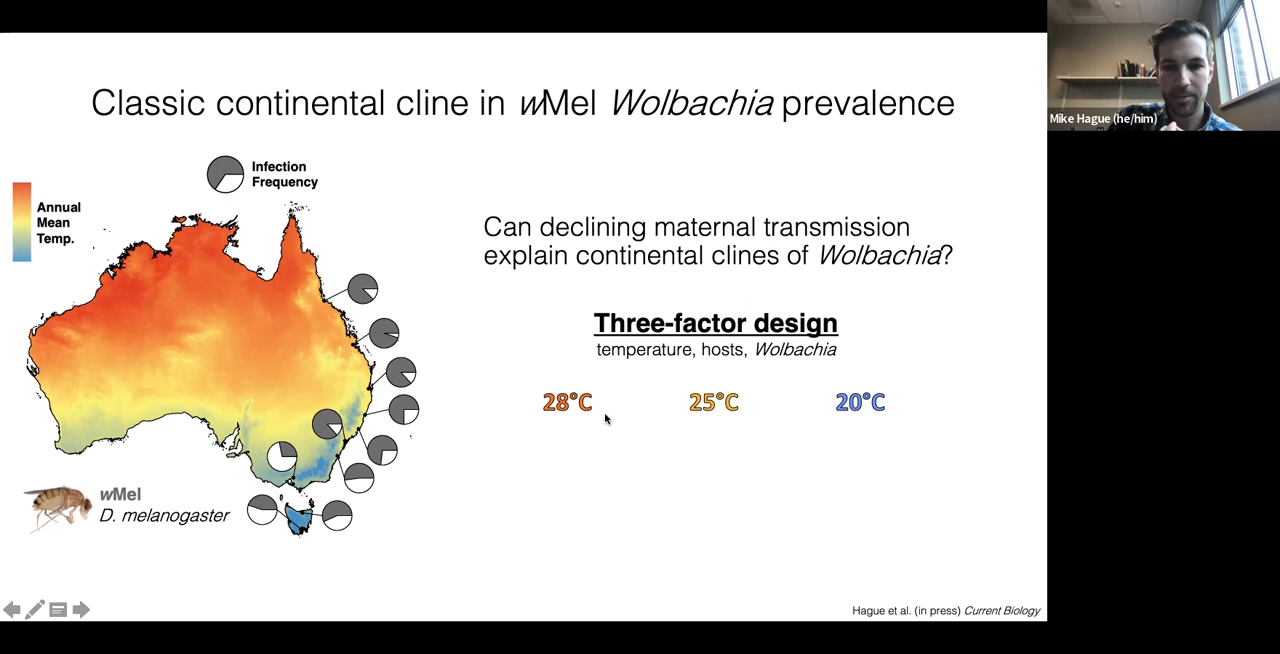 Classic continental cline in wMel Wolbachia prevalence
Infection
Frequency
Annual
Mean
Temp.
wMel
D. melanogaster
Can declining maternal transmission
explain continental clines of Wolbachia?
Three-factor design
temperature, hosts, Wolbachia
28°C 25°C 20°C
Hague et al. (in press) Current Biology
Mike Hague (he/him)